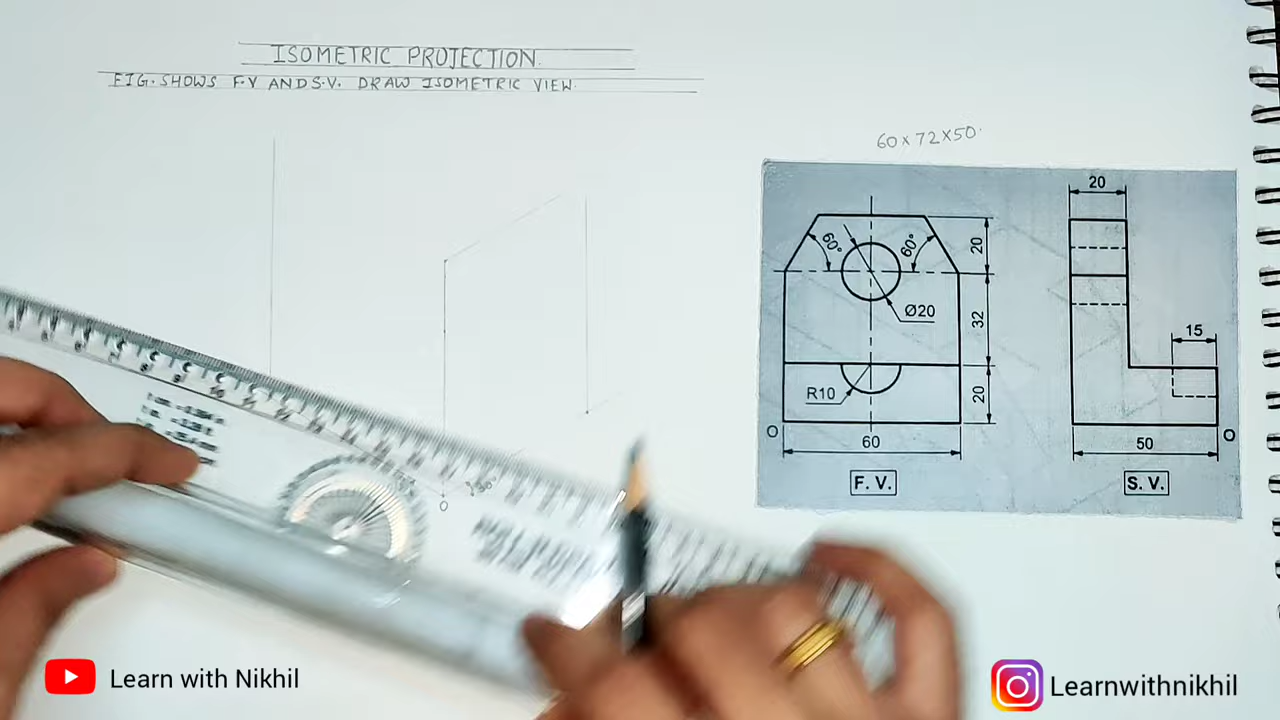 ISOMETRIC PROJECTION.
FIG. SHOWS F.V AND S.V. DRAW ISOMETRIC VIEW.
60 x 72 x 50.
20
60°
60°
20
Ø20
32
15
R10
20
O
60
50
O
F. V.
S. V.
30°
O
Learn with Nikhil
Learnwithnikhil